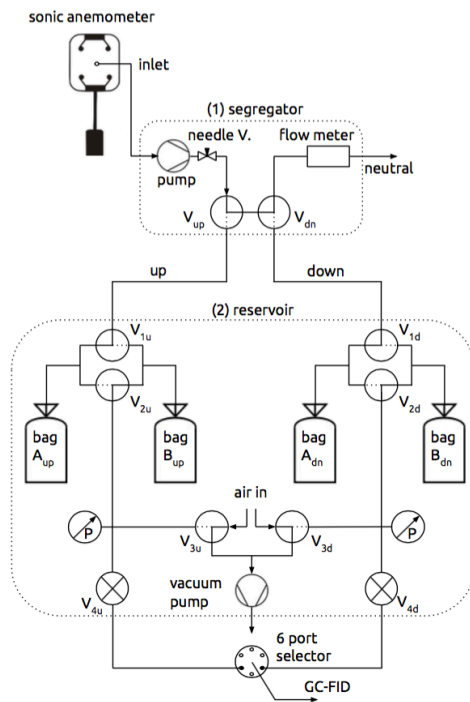 sonic anemometer
inlet
(1) segregator
needle V.
flow meter
pump
neutral
V_up
V_dn
up
down
(2) reservoir
V_1u
V_1d
V_2u
V_2d
bag
A_up
bag
B_up
bag
A_dn
bag
B_dn
air in
P
P
V_3u
V_3d
vacuum
pump
V_4u
V_4d
6 port
selector
GC-FID